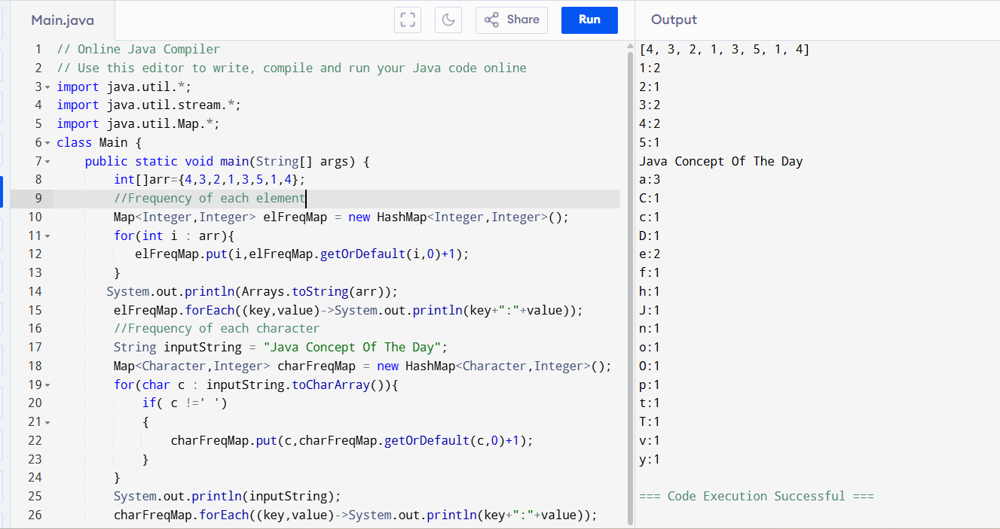 Main.java
Share
Run
Output
1 // Online Java Compiler
2 // Use this editor to write, compile and run your Java code online
3 import java.util.*;
4 import java.util.stream.*;
5 import java.util.Map.*;
6 class Main {
7     public static void main(String[] args) {
8         int[]arr={4,3,2,1,3,5,1,4};
9         //Frequency of each element
10         Map<Integer,Integer> elFreqMap = new HashMap<Integer,Integer>();
11         for(int i : arr){
12            elFreqMap.put(i,elFreqMap.getOrDefault(i,0)+1);
13         }
14        System.out.println(Arrays.toString(arr));
15         elFreqMap.forEach((key,value)->System.out.println(key+":"+value));
16         //Frequency of each character
17         String inputString = "Java Concept Of The Day";
18         Map<Character,Integer> charFreqMap = new HashMap<Character,Integer>();
19         for(char c : inputString.toCharArray()){
20             if( c !=' ')
21             {
22                 charFreqMap.put(c,charFreqMap.getOrDefault(c,0)+1);
23             }
24         }
25         System.out.println(inputString);
26         charFreqMap.forEach((key,value)->System.out.println(key+":"+value));
[4, 3, 2, 1, 3, 5, 1, 4]
1:2
2:1
3:2
4:2
5:1
Java Concept Of The Day
a:3
C:1
c:1
D:1
e:2
f:1
h:1
J:1
n:1
o:1
O:1
p:1
t:1
T:1
v:1
y:1
=== Code Execution Successful ===